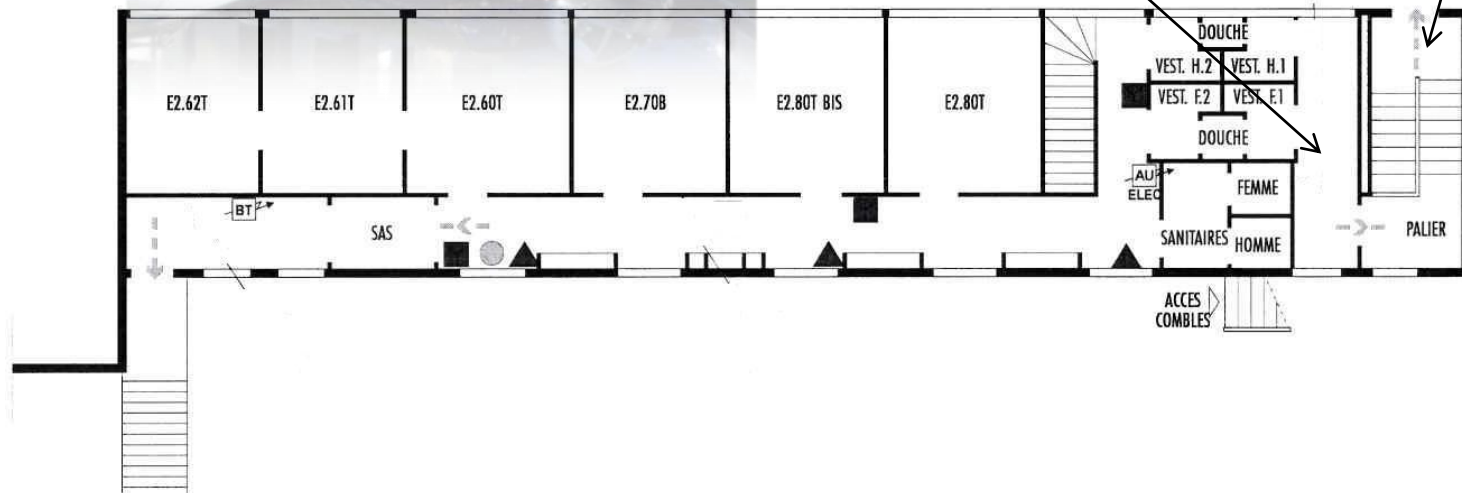 DOUCHE
VEST. H.2 VEST. H.1
E2.62T E2.61T E2.60T E2.70B E2.80T BIS E2.80T VEST. F.2 VEST. F.1
DOUCHE
AU
ELEC
FEMME
BT
SAS
SANITAIRES HOMME
PALIER
ACCES
COMBLES